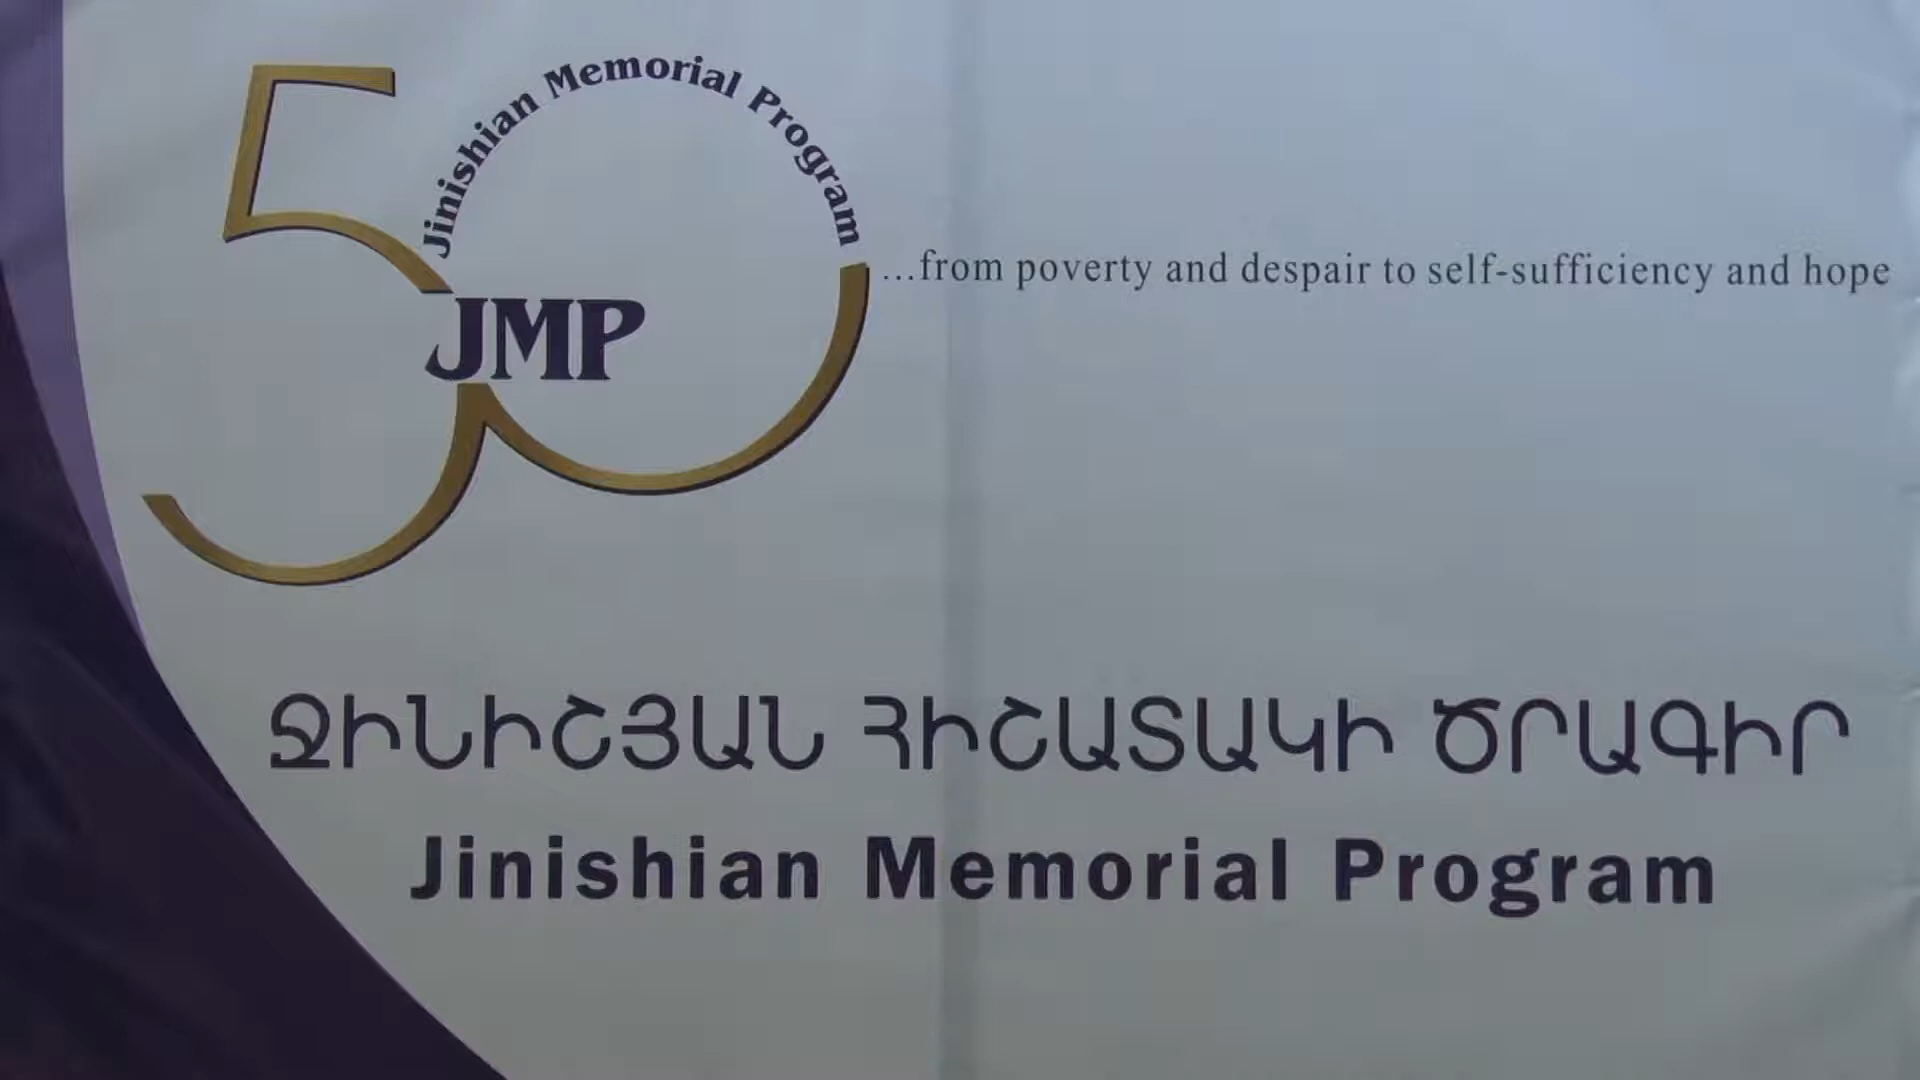 50
Jinishian Memorial Program
JMP
...from poverty and despair to self-sufficiency and hope
ՋԻՆԻՇՅԱՆ ՀԻՇԱՏԱԿԻ ԾՐԱԳԻՐ
Jinishian Memorial Program